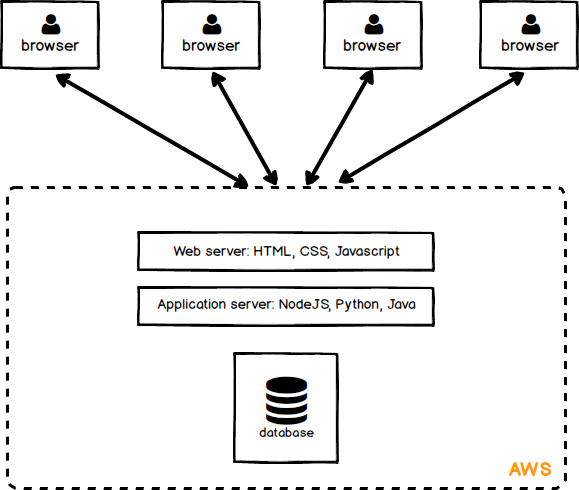 browser
browser
browser
browser
Web server: HTML, CSS, Javascript
Application server: NodeJS, Python, Java
database
AWS